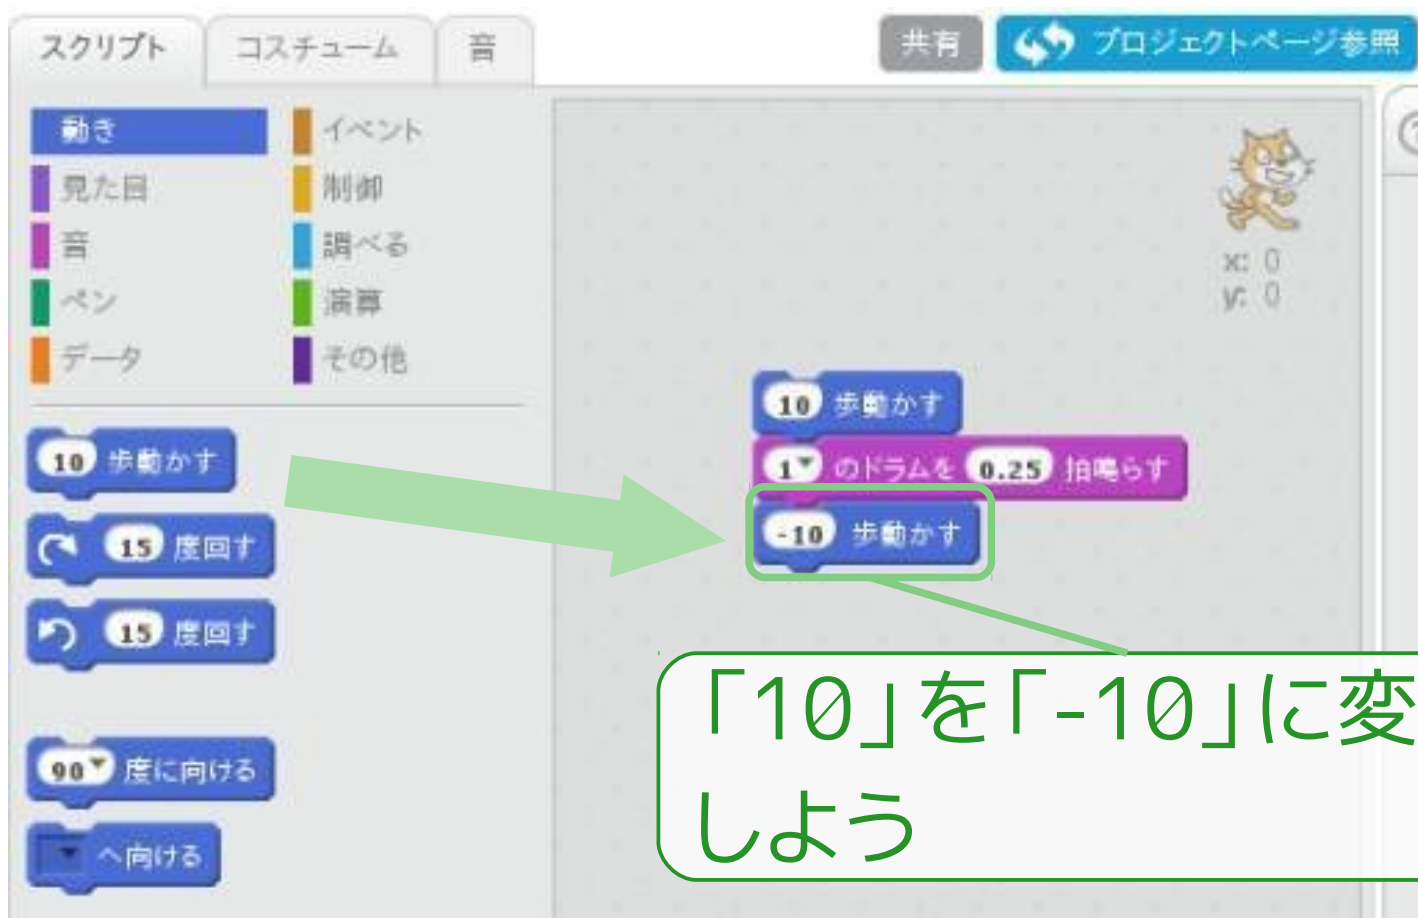 スクリプト コスチューム 音 共有 プロジェクトページ参照
動き イベント
見た目 制御
音 調べる
ペン 演算
データ その他
x: 0
y: 0
10 歩動かす
1 のドラムを 0.25 拍鳴らす
-10 歩動かす
10 歩動かす
15 度回す
15 度回す
90 度に向ける
へ向ける
「10」を「-10」に変
しよう